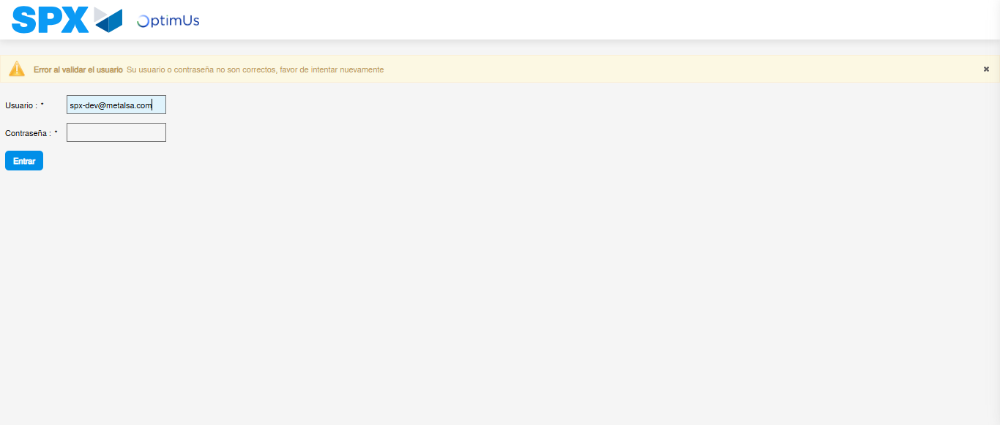 SPX OptimUs
Error al validar el usuario Su usuario o contraseña no son correctos, favor de intentar nuevamente
Usuario : * spx-dev@metalsa.com
Contraseña : *
Entrar